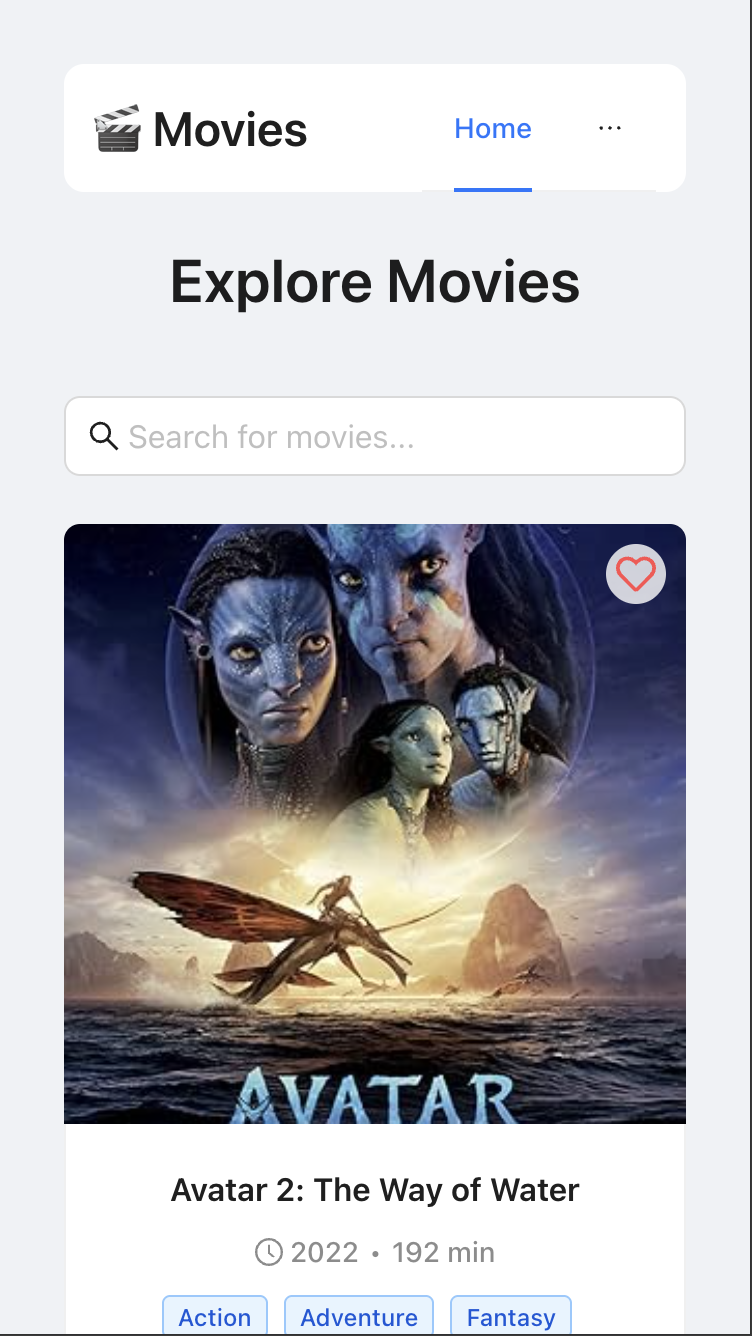 Movies
Home
...
Explore Movies
Search for movies...
AVATAR
Avatar 2: The Way of Water
2022 • 192 min
Action Adventure Fantasy